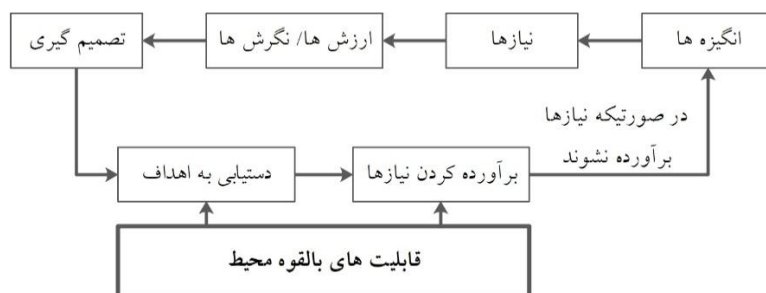 انگیزه ها
نیازها
ارزش ها/ نگرش ها
تصمیم گیری
در صورتیکه نیازها
برآورده نشوند
برآورده کردن نیازها
دستیابی به اهداف
قابلیت های بالقوه محیط